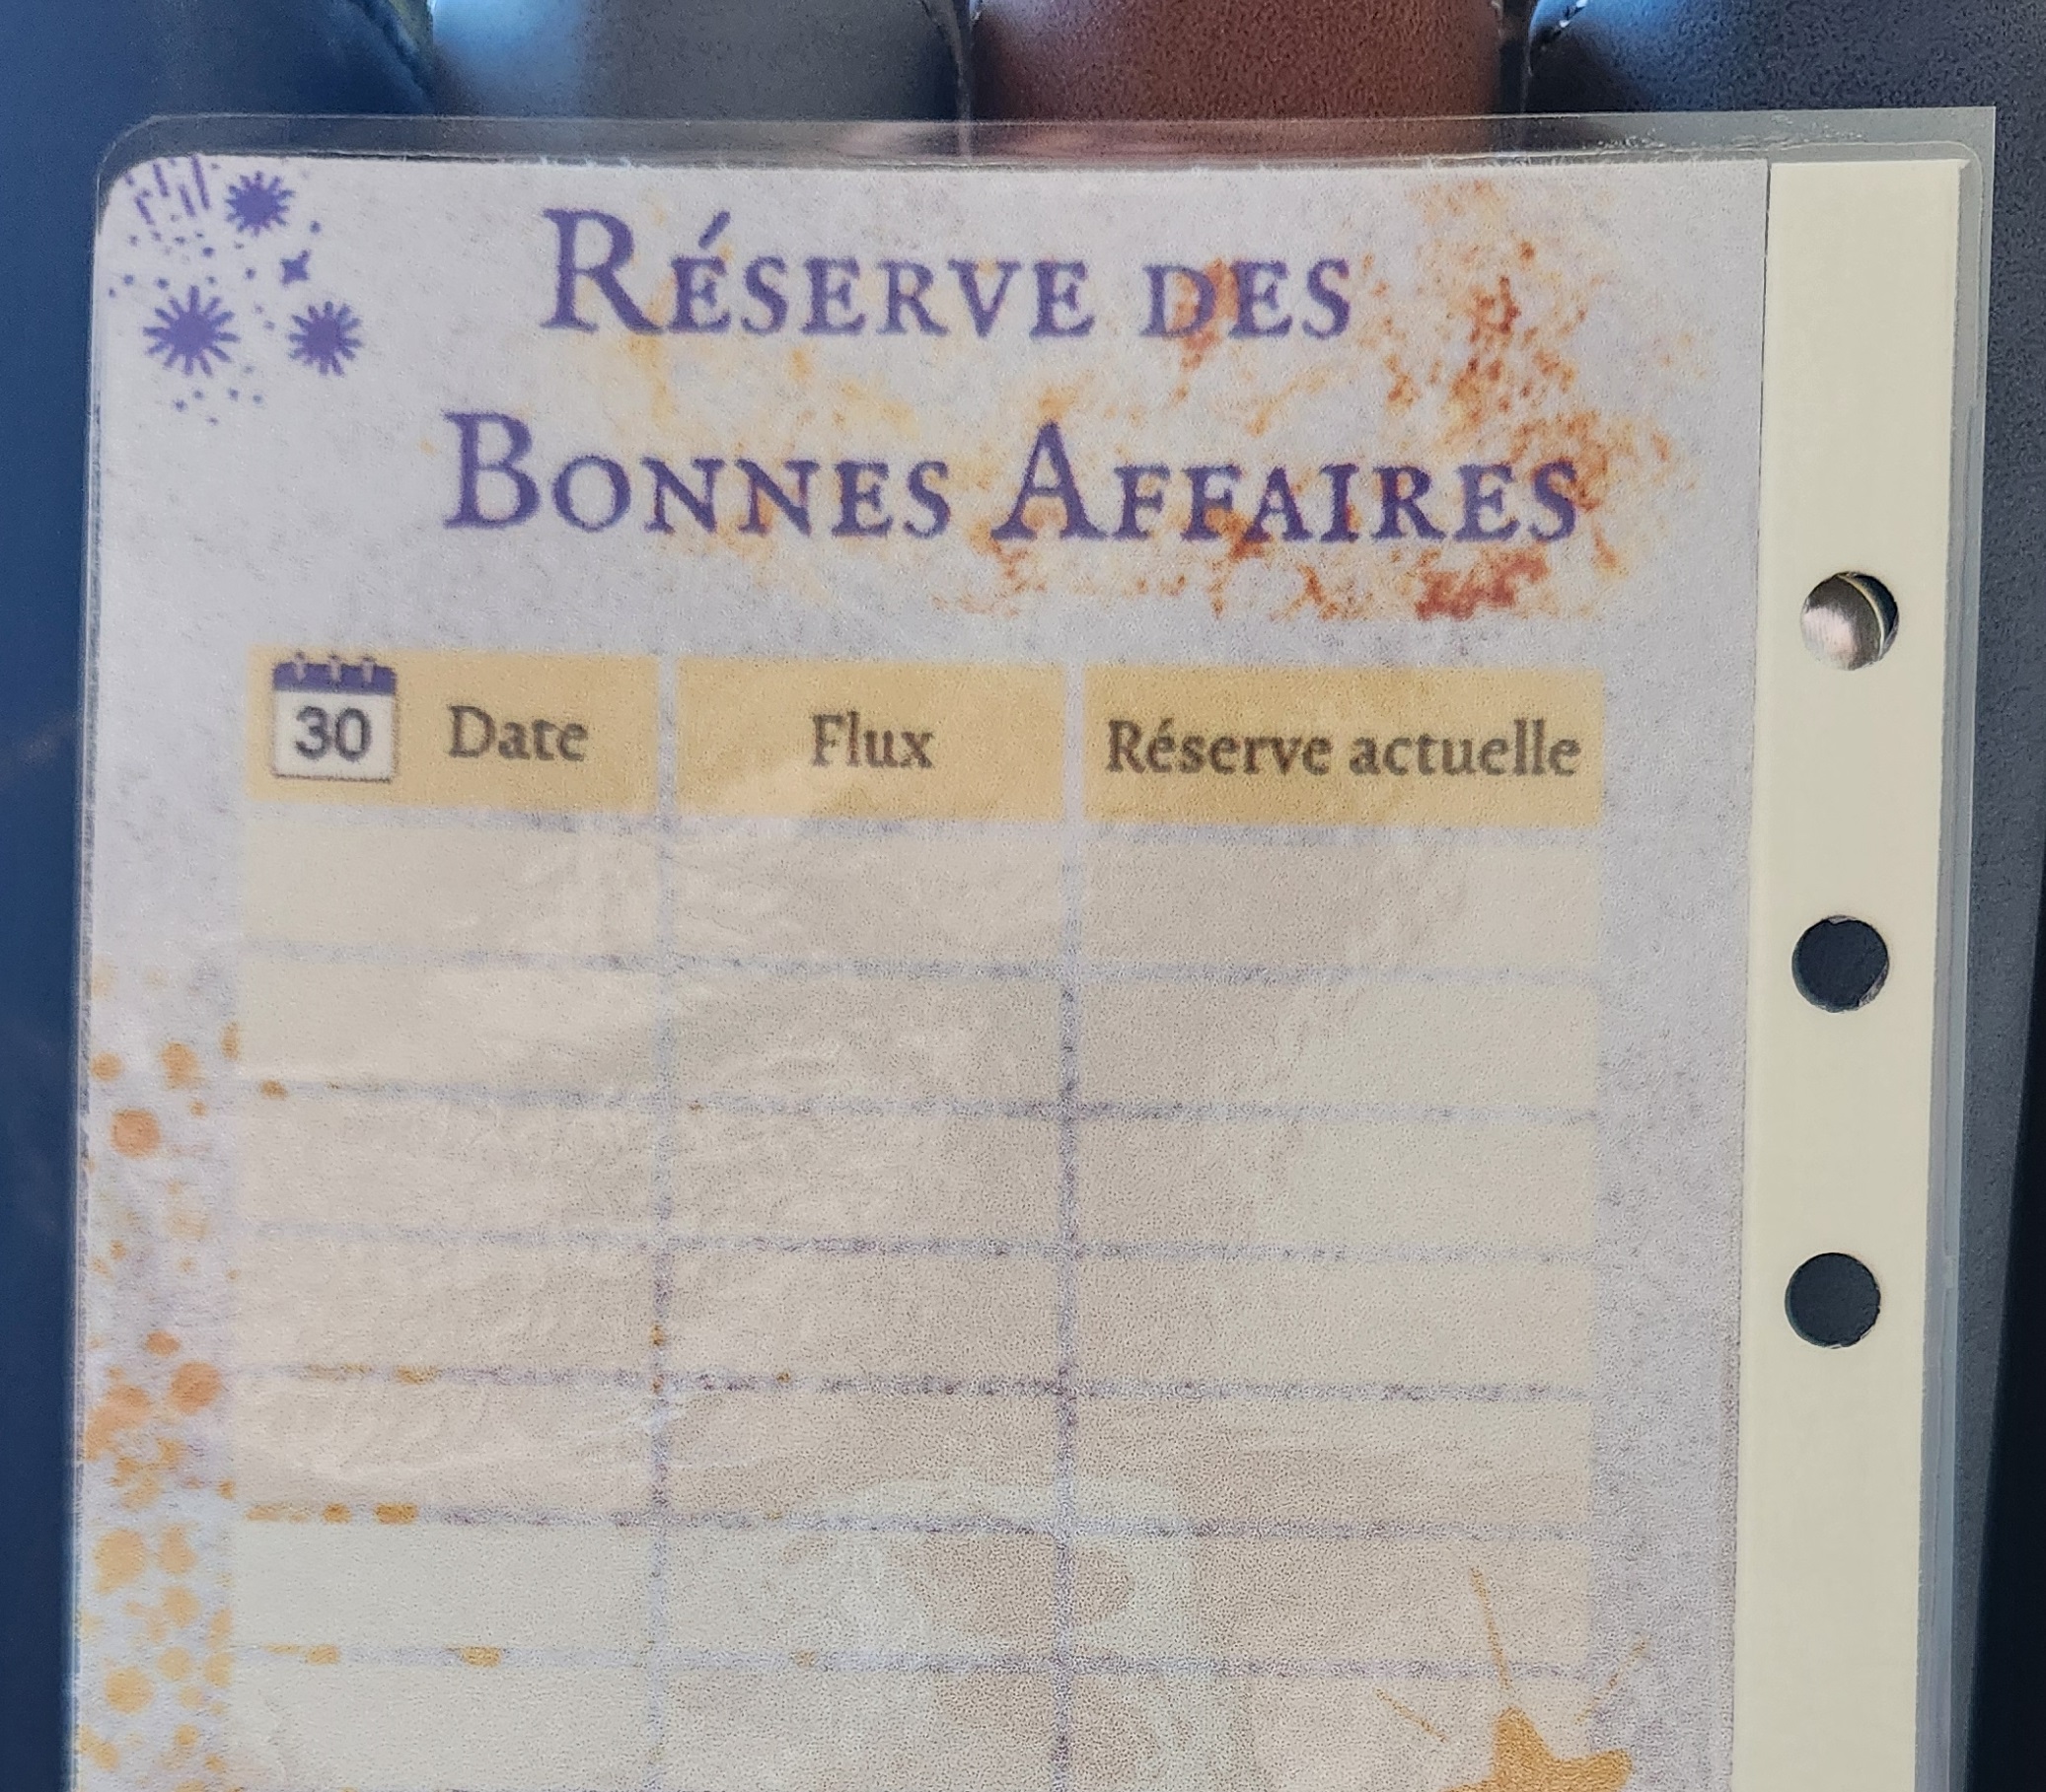 Réserve des
Bonnes Affaires
30 Date Flux Réserve actuelle